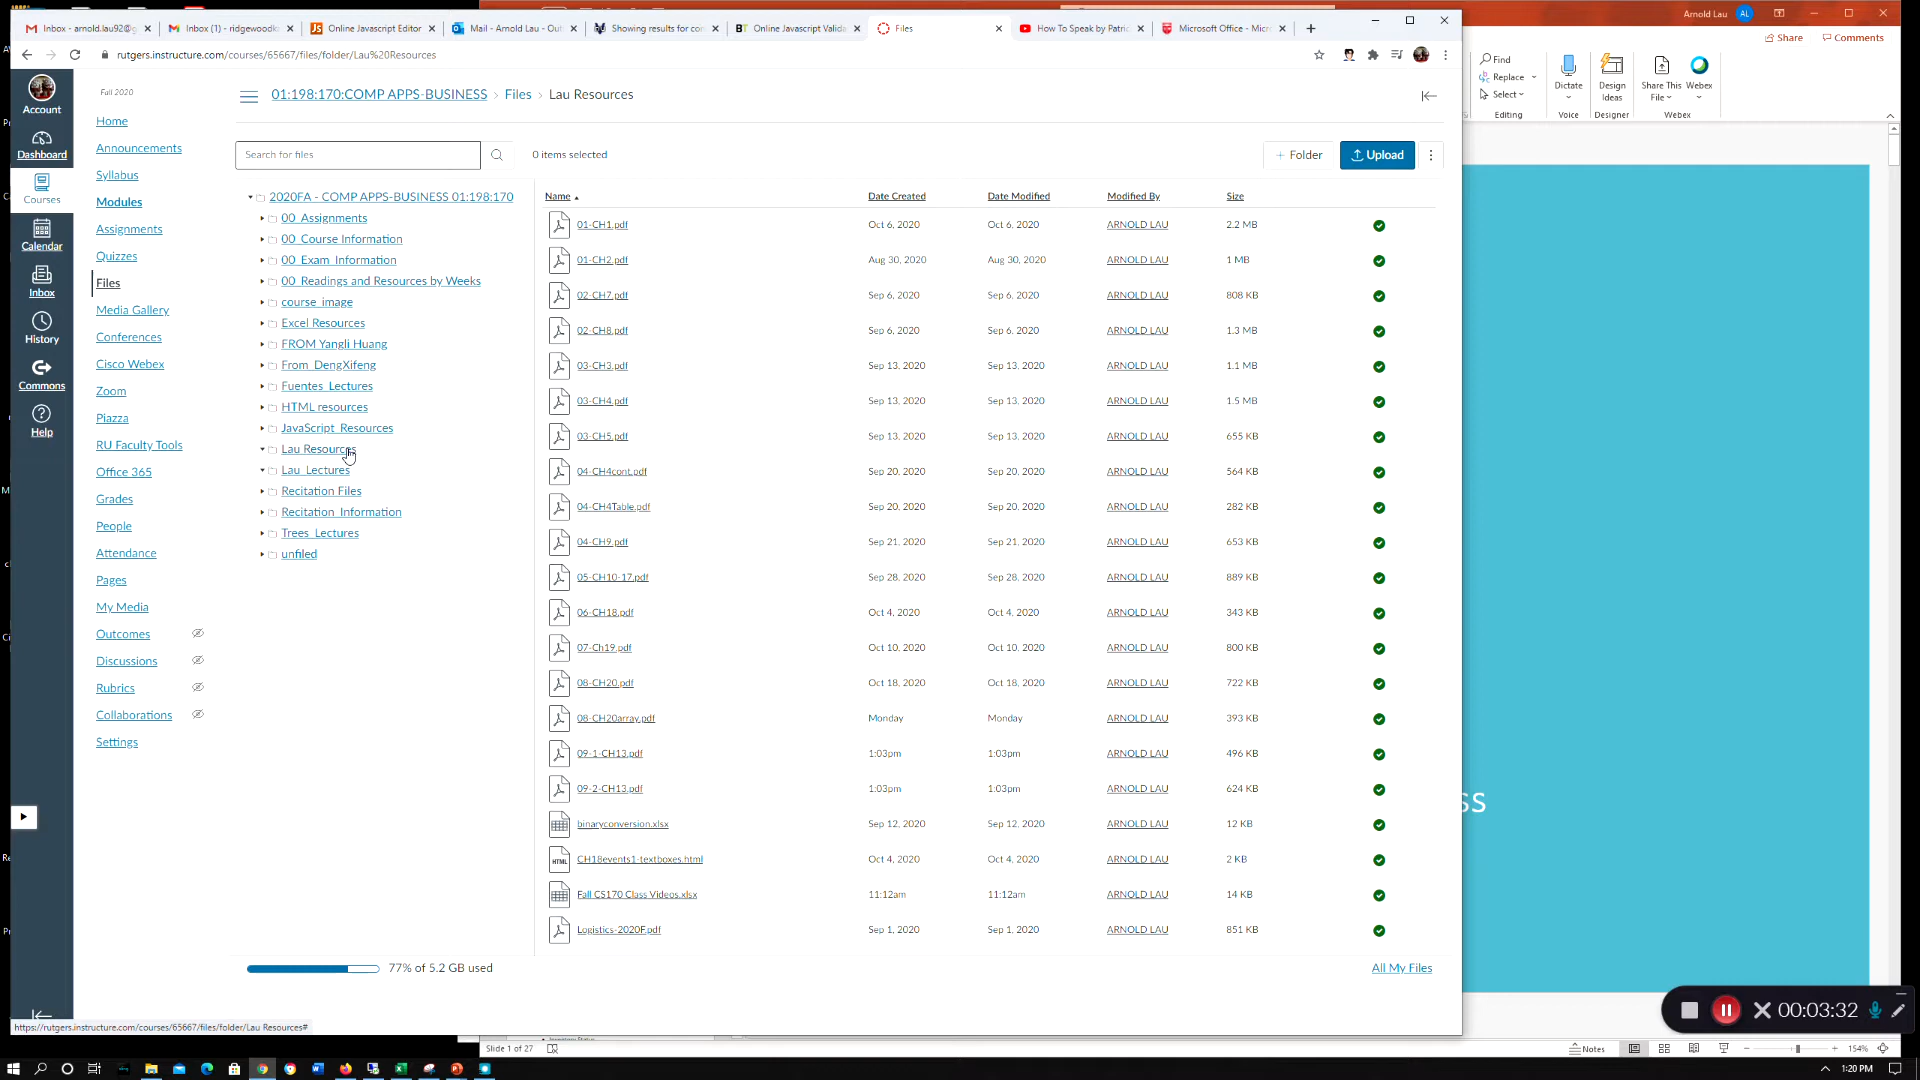 Inbox - arnold.lau92@g
Inbox (1) - ridgewoodk
Online Javascript Editor
Mail - Arnold Lau - Out
Showing results for con
Online Javascript Valida
Files
How To Speak by Patric
Microsoft Office - Micro
Arnold Lau AL
rutgers.instructure.com/courses/65667/files/folder/Lau%20Resources
Share
Comments
Find
Replace
Select
Editing
Dictate
Voice
Design Ideas
Designer
Share This File
Webex
Webex
Account
Dashboard
Courses
Calendar
Inbox
History
Commons
Help
Fall 2020
Home
Announcements
Syllabus
Modules
Assignments
Quizzes
Files
Media Gallery
Conferences
Cisco Webex
Zoom
Piazza
RU Faculty Tools
Office 365
Grades
People
Attendance
Pages
My Media
Outcomes
Discussions
Rubrics
Collaborations
Settings
01:198:170:COMP APPS-BUSINESS › Files › Lau Resources
Search for files
0 items selected
+ Folder
Upload
2020FA - COMP APPS-BUSINESS 01:198:170
00_Assignments
00_Course Information
00_Exam_Information
00_Readings and Resources by Weeks
course_image
Excel Resources
FROM Yangli Huang
From_DengXifeng
Fuentes_Lectures
HTML resources
JavaScript_Resources
Lau Resources
Lau_Lectures
Recitation Files
Recitation_Information
Trees_Lectures
unfiled
Name Date Created Date Modified Modified By Size
01-CH1.pdf Oct 6, 2020 Oct 6, 2020 ARNOLD LAU 2.2 MB
01-CH2.pdf Aug 30, 2020 Aug 30, 2020 ARNOLD LAU 1 MB
02-CH7.pdf Sep 6, 2020 Sep 6, 2020 ARNOLD LAU 808 KB
02-CH8.pdf Sep 6, 2020 Sep 6, 2020 ARNOLD LAU 1.3 MB
03-CH3.pdf Sep 13, 2020 Sep 13, 2020 ARNOLD LAU 1.1 MB
03-CH4.pdf Sep 13, 2020 Sep 13, 2020 ARNOLD LAU 1.5 MB
03-CH5.pdf Sep 13, 2020 Sep 13, 2020 ARNOLD LAU 655 KB
04-CH4cont.pdf Sep 20, 2020 Sep 20, 2020 ARNOLD LAU 564 KB
04-CH4Table.pdf Sep 20, 2020 Sep 20, 2020 ARNOLD LAU 282 KB
04-CH9.pdf Sep 21, 2020 Sep 21, 2020 ARNOLD LAU 653 KB
05-CH10-17.pdf Sep 28, 2020 Sep 28, 2020 ARNOLD LAU 889 KB
06-CH18.pdf Oct 4, 2020 Oct 4, 2020 ARNOLD LAU 343 KB
07-Ch19.pdf Oct 10, 2020 Oct 10, 2020 ARNOLD LAU 800 KB
08-CH20.pdf Oct 18, 2020 Oct 18, 2020 ARNOLD LAU 722 KB
08-CH20array.pdf Monday Monday ARNOLD LAU 393 KB
09-1-CH13.pdf 1:03pm 1:03pm ARNOLD LAU 496 KB
09-2-CH13.pdf 1:03pm 1:03pm ARNOLD LAU 624 KB
binaryconversion.xlsx Sep 12, 2020 Sep 12, 2020 ARNOLD LAU 12 KB
HTML CH18events1-textboxes.html Oct 4, 2020 Oct 4, 2020 ARNOLD LAU 2 KB
Fall CS170 Class Videos.xlsx 11:12am 11:12am ARNOLD LAU 14 KB
Logistics-2020F.pdf Sep 1, 2020 Sep 1, 2020 ARNOLD LAU 851 KB
77% of 5.2 GB used
All My Files
ss
00:03:32
https://rutgers.instructure.com/courses/65667/files/folder/Lau Resources#
Slide 1 of 27
Notes
154%
1:20 PM